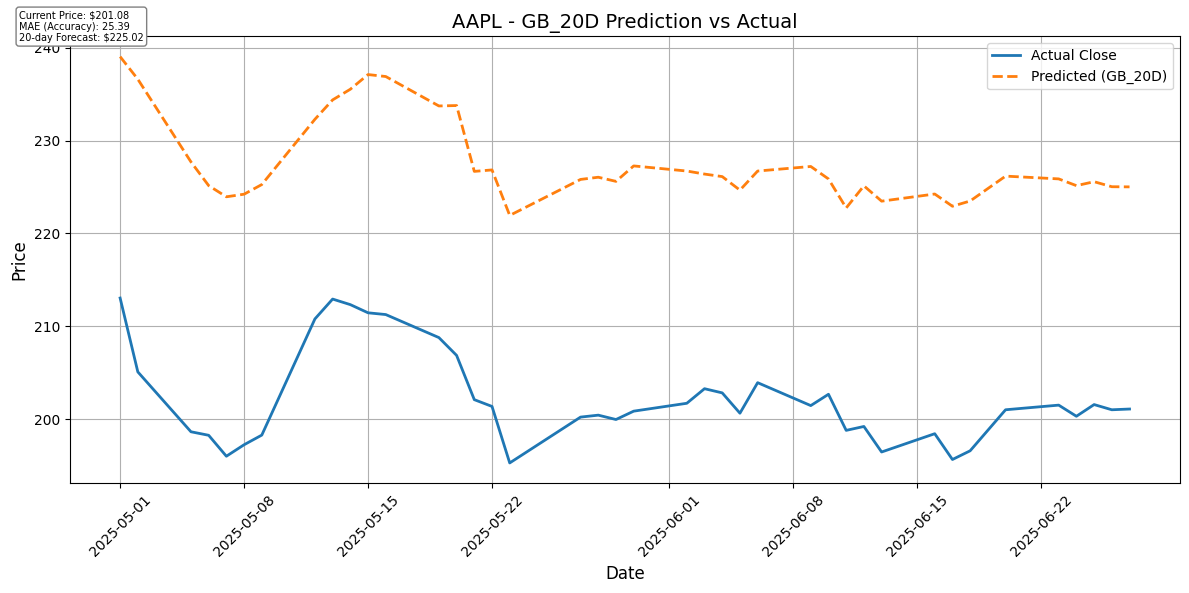 AAPL - GB_20D Prediction vs Actual
Current Price: $201.08
MAE (Accuracy): 25.39
20-day Forecast: $225.02
Actual Close
Predicted (GB_20D)
Price
240
230
220
210
200
2025-05-01
2025-05-08
2025-05-15
2025-05-22
2025-06-01
2025-06-08
2025-06-15
2025-06-22
Date